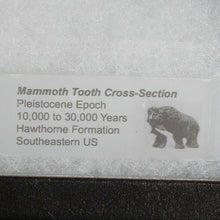 Mammoth Tooth Cross-Section
Pleistocene Epoch
10,000 to 30,000 Years
Hawthorne Formation
Southeastern US